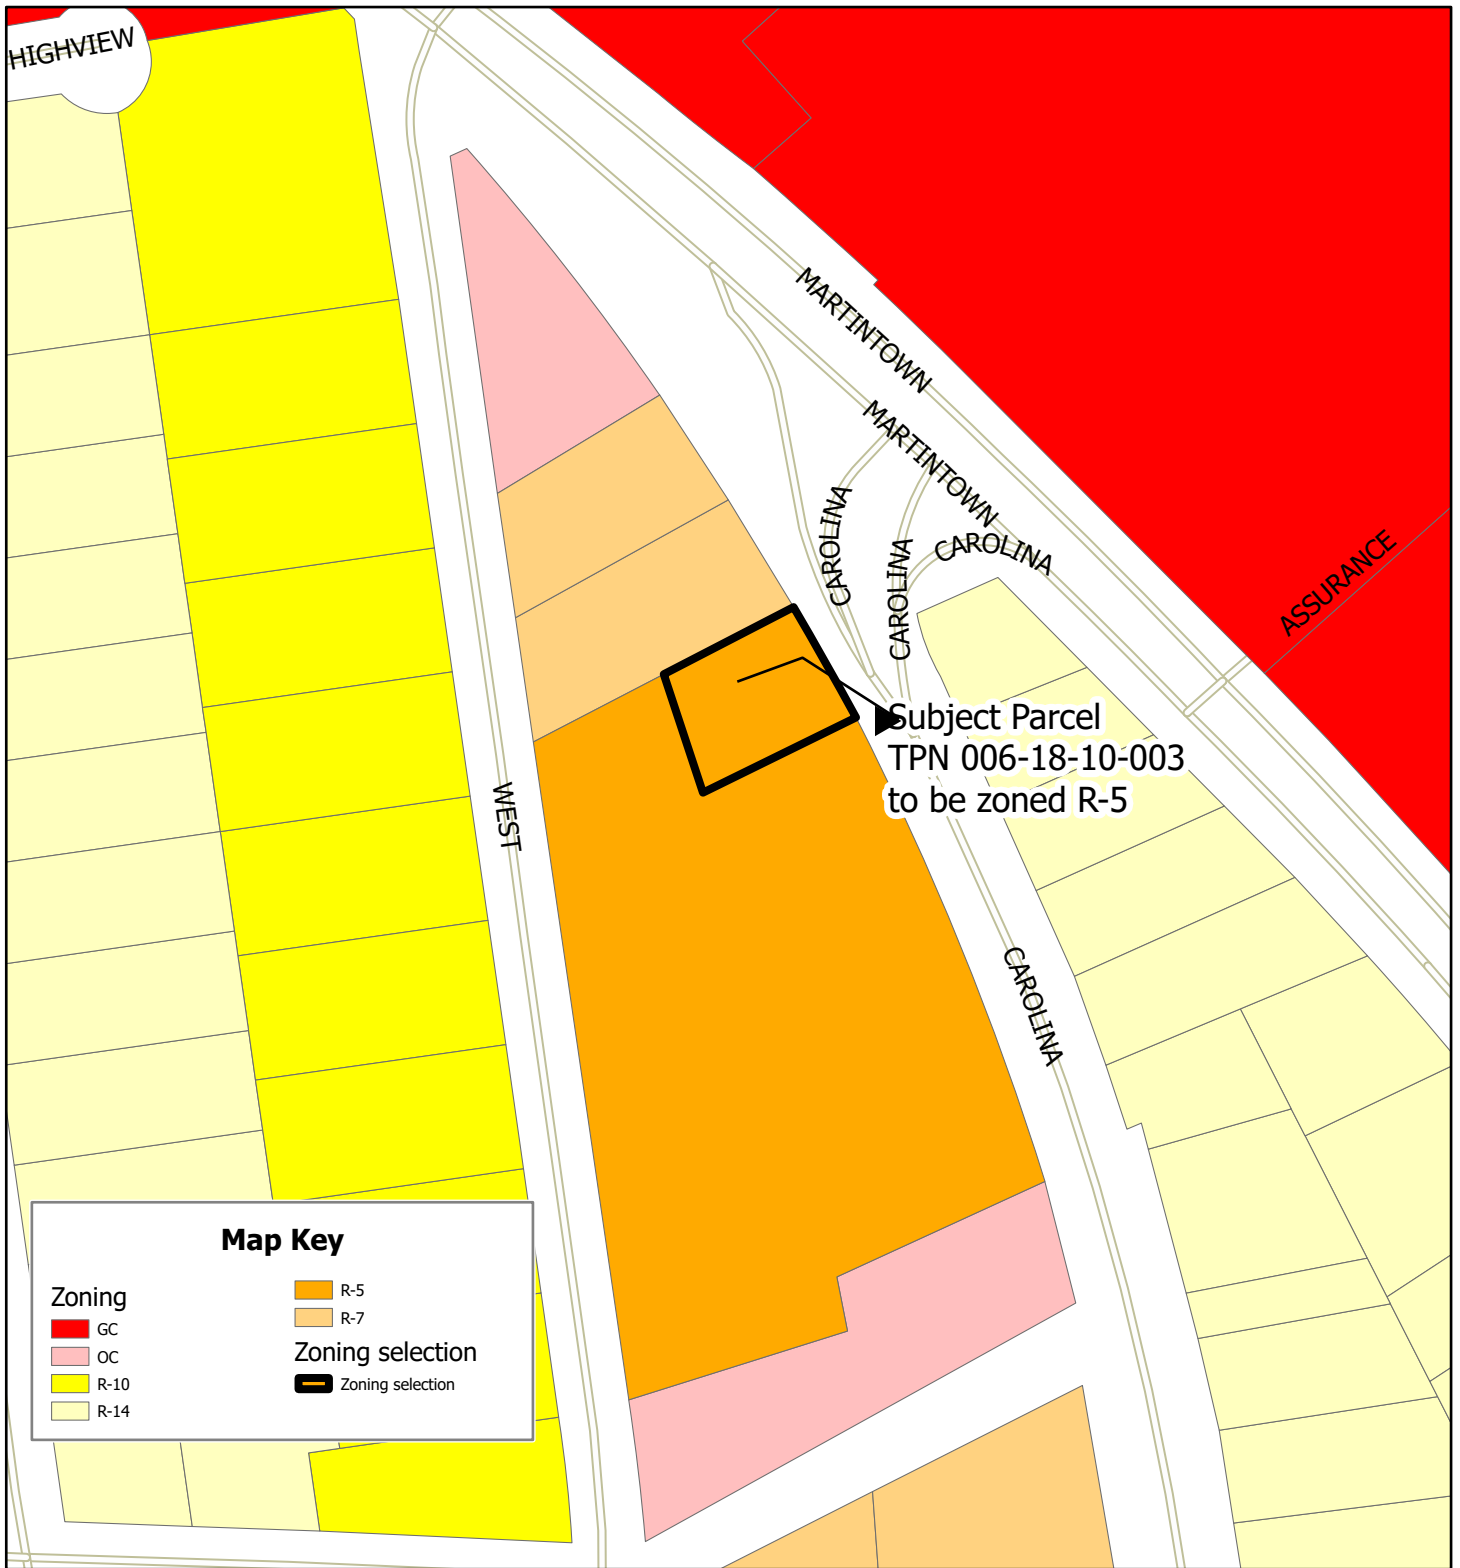 HIGHVIEW
MARTINTOWN
MARTINTOWN
CAROLINA
CAROLINA
CAROLINA
ASSURANCE
Subject Parcel
TPN 006-18-10-003
to be zoned R-5
WEST
CAROLINA
Map Key
Zoning
GC
OC
R-10
R-14
R-5
R-7
Zoning selection
Zoning selection